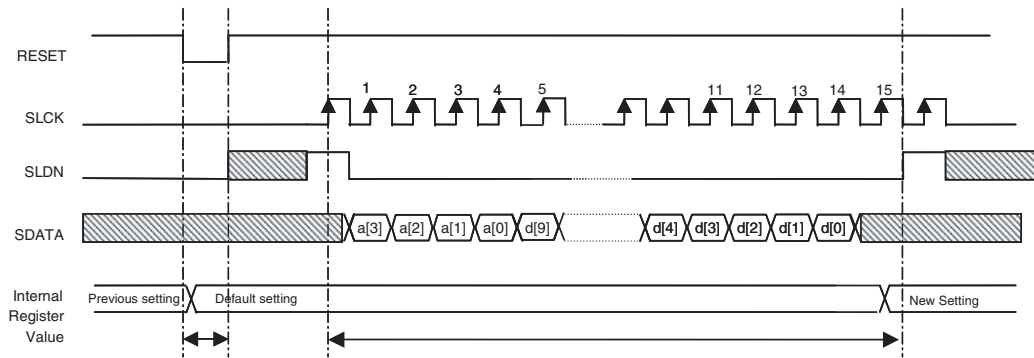 RESET
1 2 3 4 5 11 12 13 14 15
SLCK
SLDN
SDATA
a[3] a[2] a[1] a[0] d[9] d[4] d[3] d[2] d[1] d[0]
Internal
Register
Value
Previous setting
Default setting
New Setting